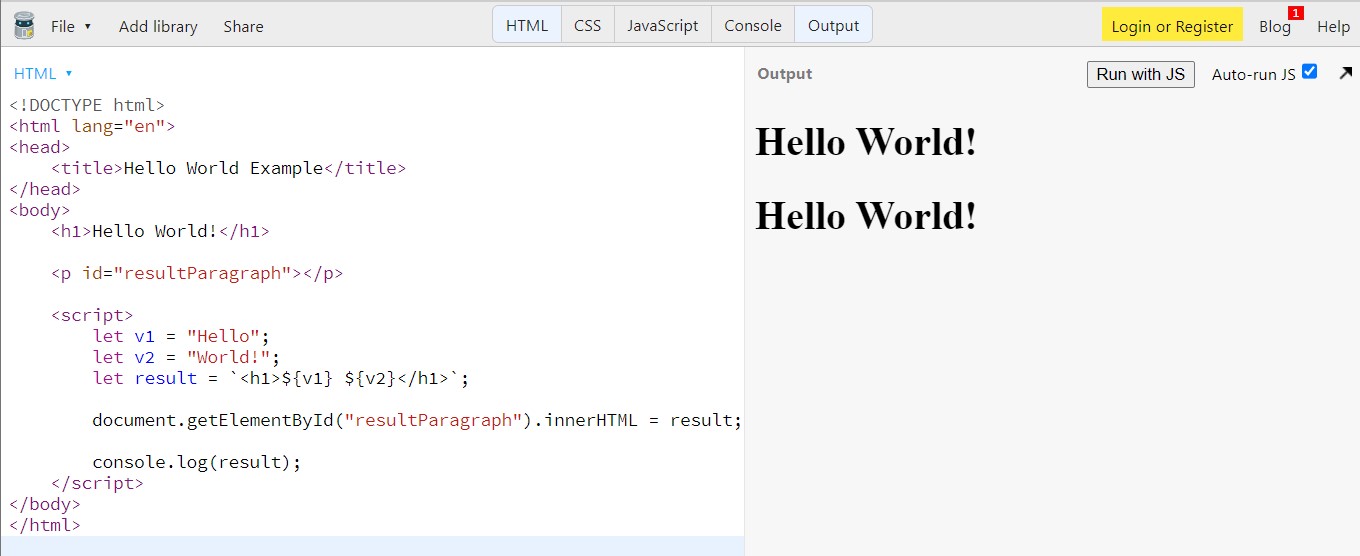 File ▾ Add library Share HTML CSS JavaScript Console Output Login or Register Blog 1 Help
HTML ▾
<!DOCTYPE html>
<html lang="en">
<head>
    <title>Hello World Example</title>
</head>
<body>
    <h1>Hello World!</h1>

    <p id="resultParagraph"></p>

    <script>
        let v1 = "Hello";
        let v2 = "World!";
        let result = `<h1>${v1} ${v2}</h1>`;

        document.getElementById("resultParagraph").innerHTML = result;

        console.log(result);
    </script>
</body>
</html>
Output Run with JS Auto-run JS
Hello World!
Hello World!